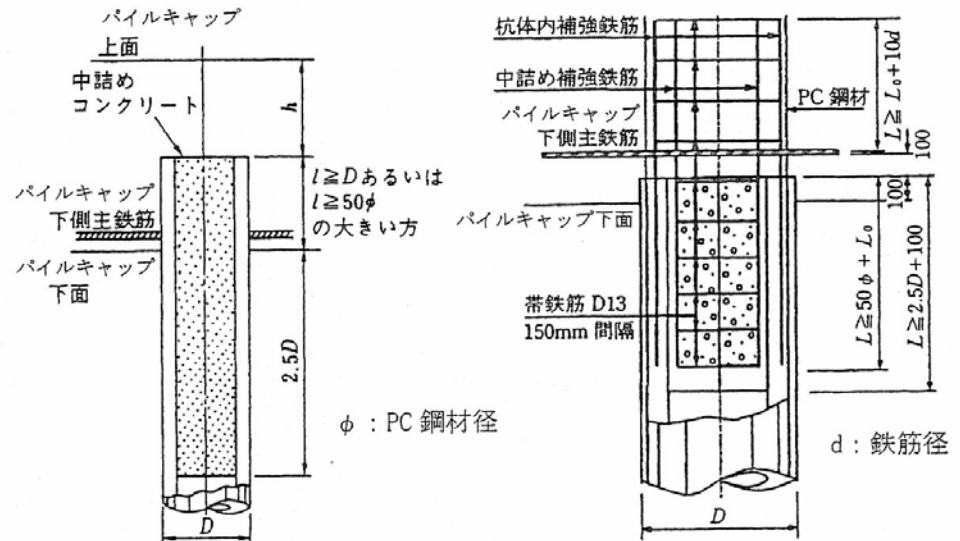 パイルキャップ
上面
中詰め
コンクリート
h
パイルキャップ
下側主鉄筋
l≧Dあるいは
l≧50φ
の大きい方
パイルキャップ
下面
2.5D
φ：PC鋼材径
D
杭体内補強鉄筋
中詰め補強鉄筋
パイルキャップ
下側主鉄筋
PC鋼材
L≧L₀+10d
100
パイルキャップ下面
100
帯鉄筋 D13
150mm 間隔
L≧50φ+L₀
L≧2.5D+100
d：鉄筋径
D